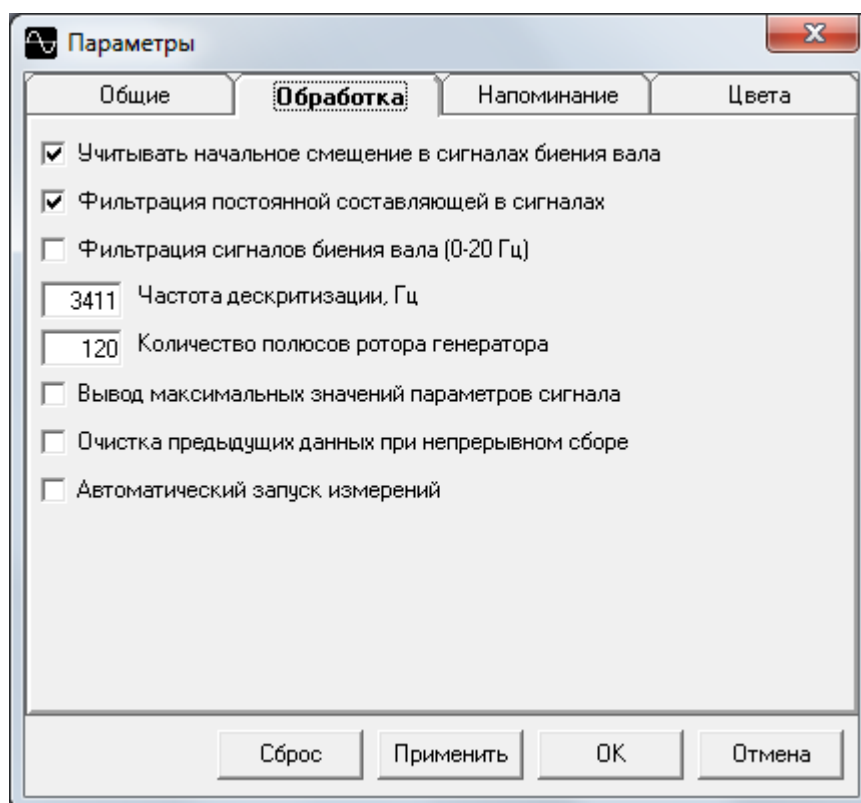 Параметры
Общие Обработка Напоминание Цвета
Учитывать начальное смещение в сигналах биения вала
Фильтрация постоянной составляющей в сигналах
Фильтрация сигналов биения вала (0-20 Гц)
3411 Частота дескритизации, Гц
120 Количество полюсов ротора генератора
Вывод максимальных значений параметров сигнала
Очистка предыдущих данных при непрерывном сборе
Автоматический запуск измерений
Сброс Применить OK Отмена